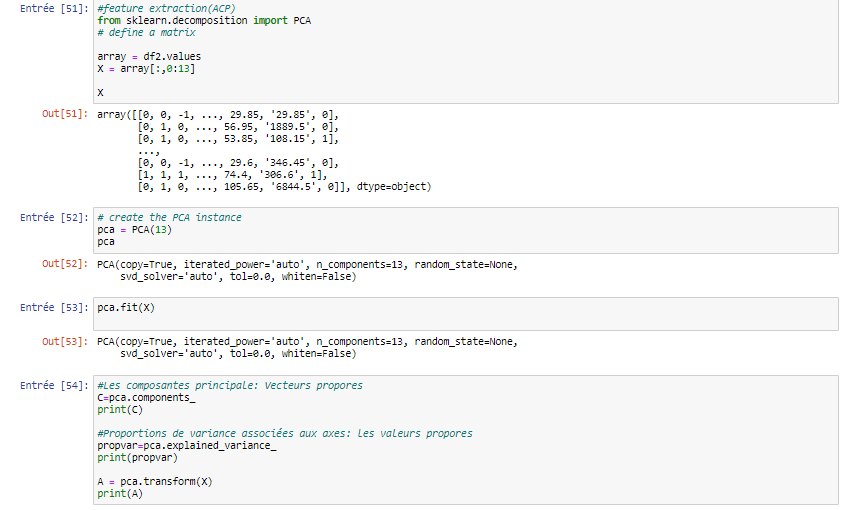 Entrée [51]: #feature extraction(ACP)
from sklearn.decomposition import PCA
# define a matrix
array = df2.values
X = array[:,0:13]
X
Out[51]: array([[0, 0, -1, ..., 29.85, '29.85', 0],
[0, 1, 0, ..., 56.95, '1889.5', 0],
[0, 1, 0, ..., 53.85, '108.15', 1],
...,
[0, 0, -1, ..., 29.6, '346.45', 0],
[1, 1, 1, ..., 74.4, '306.6', 1],
[0, 1, 0, ..., 105.65, '6844.5', 0]], dtype=object)
Entrée [52]: # create the PCA instance
pca = PCA(13)
pca
Out[52]: PCA(copy=True, iterated_power='auto', n_components=13, random_state=None,
svd_solver='auto', tol=0.0, whiten=False)
Entrée [53]: pca.fit(X)
Out[53]: PCA(copy=True, iterated_power='auto', n_components=13, random_state=None,
svd_solver='auto', tol=0.0, whiten=False)
Entrée [54]: #Les composantes principale: Vecteurs propores
C=pca.components_
print(C)
#Proportions de variance associées aux axes: les valeurs propores
propvar=pca.explained_variance_
print(propvar)
A = pca.transform(X)
print(A)